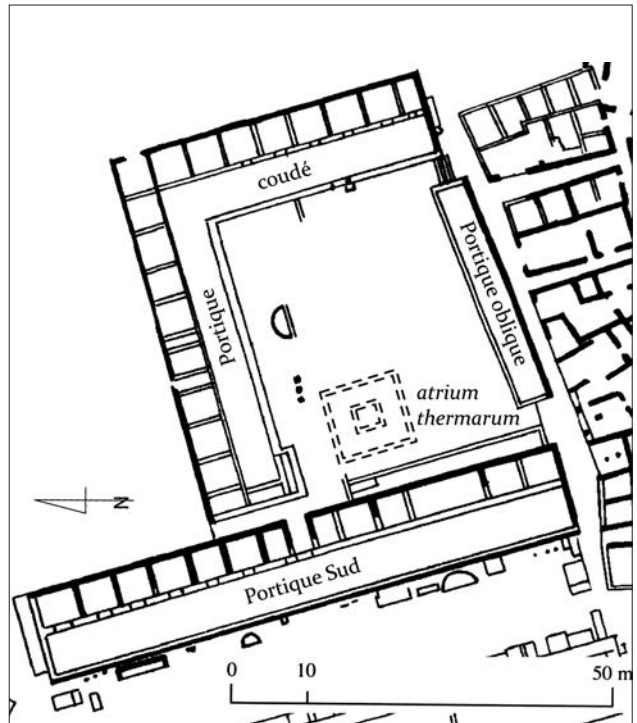 coudé
Portique
Portique oblique
atrium
thermarum
N
Portique Sud
0 10 50 m